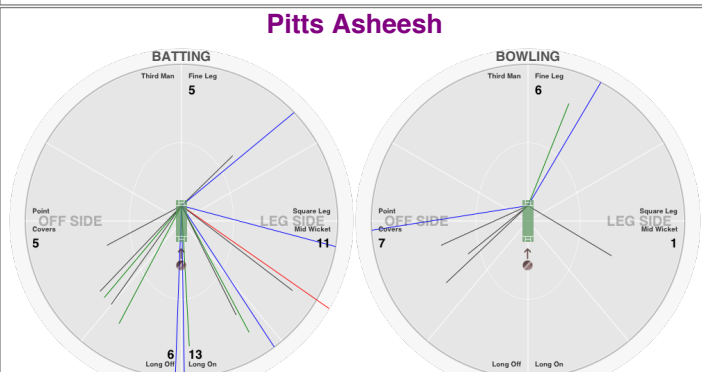 Pitts Asheesh
BATTING
Third Man Fine Leg
5
Point
OFF SIDE
Covers
5
Square Leg
LEG SIDE
Mid Wicket
11
6 13
Long Off Long On
BOWLING
Third Man Fine Leg
6
Point
OFF SIDE
Covers
7
Square Leg
LEG SIDE
Mid Wicket
1
Long Off Long On